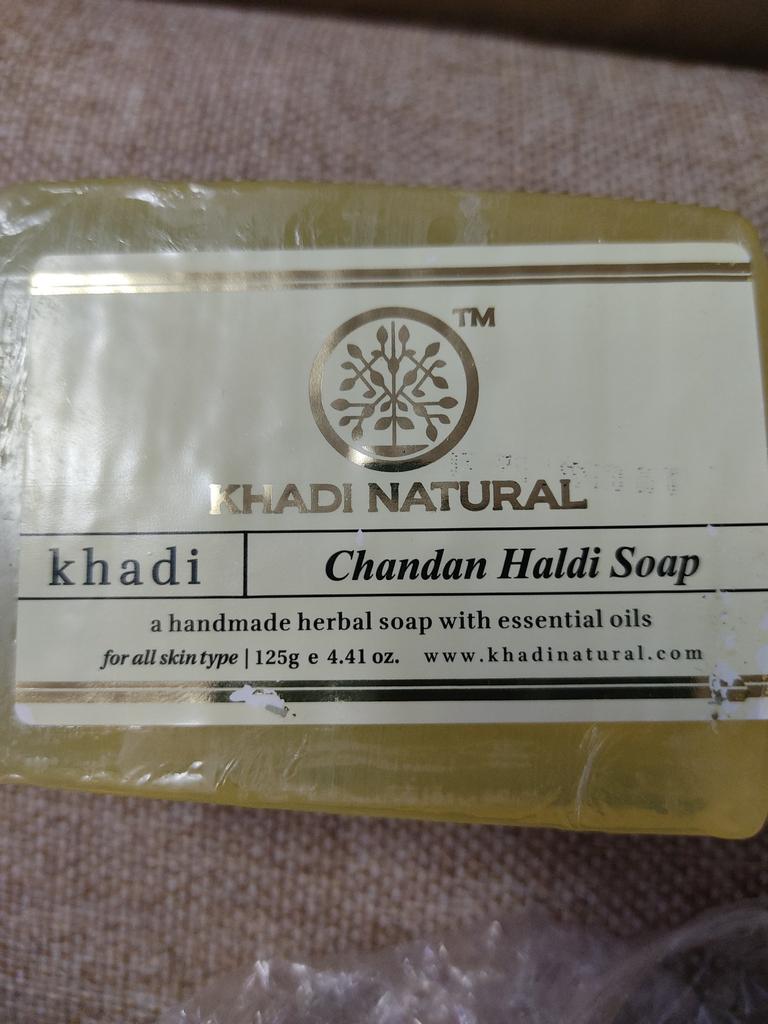 TM
KHADI NATURAL
khadi
Chandan Haldi Soap
a handmade herbal soap with essential oils
for all skin type | 125g e 4.41 oz. www.khadinatural.com